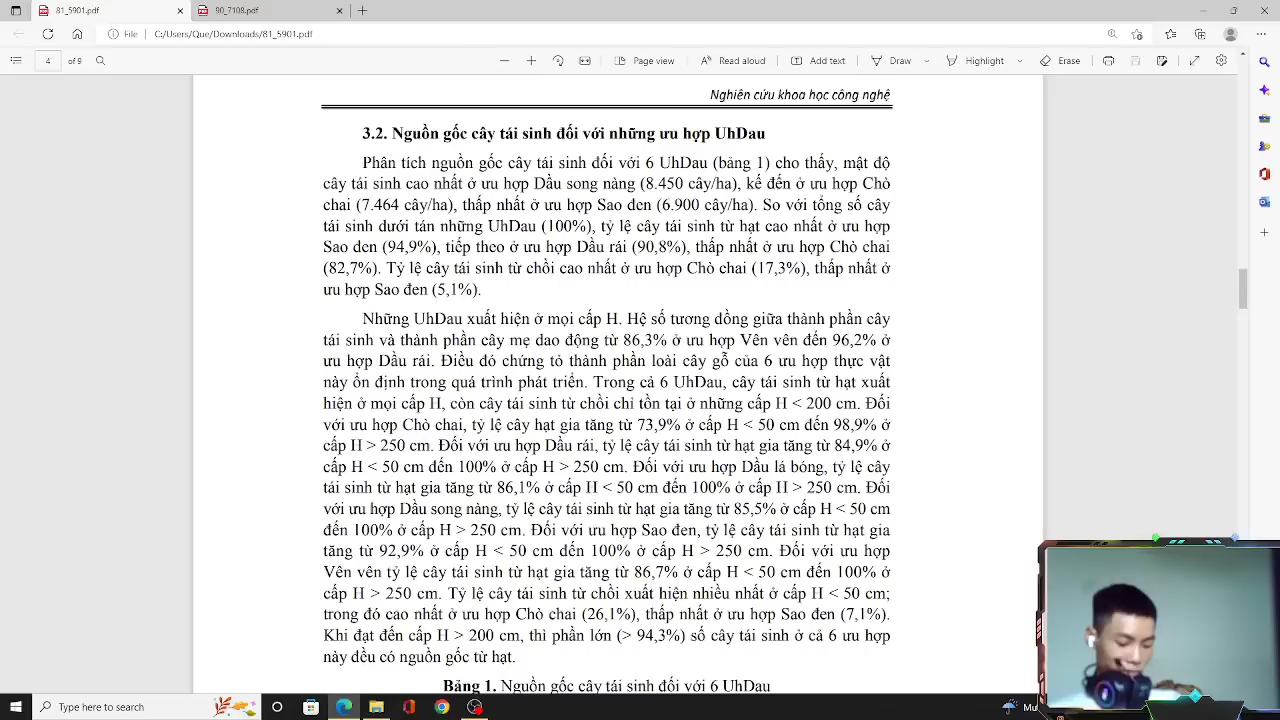 81_5901.pdf
90_7108.pdf
File
C:/Users/Que/Downloads/81_5901.pdf
4 of 9
Page view
Read aloud
Add text
Draw
Highlight
Erase
Nghiên cứu khoa học công nghệ
3.2. Nguồn gốc cây tái sinh đối với những ưu hợp UhDau
Phân tích nguồn gốc cây tái sinh đối với 6 UhDau (bảng 1) cho thấy, mật độ
cây tái sinh cao nhất ở ưu hợp Dầu song nàng (8.450 cây/ha), kế đến ở ưu hợp Chò
chai (7.464 cây/ha), thấp nhất ở ưu hợp Sao đen (6.900 cây/ha). So với tổng số cây
tái sinh dưới tán những UhDau (100%), tỷ lệ cây tái sinh từ hạt cao nhất ở ưu hợp
Sao đen (94,9%), tiếp theo ở ưu hợp Dầu rái (90,8%), thấp nhất ở ưu hợp Chò chai
(82,7%). Tỷ lệ cây tái sinh từ chồi cao nhất ở ưu hợp Chò chai (17,3%), thấp nhất ở
ưu hợp Sao đen (5,1%).
Những UhDau xuất hiện ở mọi cấp H. Hệ số tương đồng giữa thành phần cây
tái sinh và thành phần cây mẹ dao động từ 86,3% ở ưu hợp Vên vên đến 96,2% ở
ưu hợp Dầu rái. Điều đó chứng tỏ thành phần loài cây gỗ của 6 ưu hợp thực vật
này ổn định trong quá trình phát triển. Trong cả 6 UhDau, cây tái sinh từ hạt xuất
hiện ở mọi cấp H, còn cây tái sinh từ chồi chỉ tồn tại ở những cấp H < 200 cm. Đối
với ưu hợp Chò chai, tỷ lệ cây hạt gia tăng từ 73,9% ở cấp H < 50 cm đến 98,9% ở
cấp H > 250 cm. Đối với ưu hợp Dầu rái, tỷ lệ cây tái sinh từ hạt gia tăng từ 84,9% ở
cấp H < 50 cm đến 100% ở cấp H > 250 cm. Đối với ưu hợp Dầu lá bóng, tỷ lệ cây
tái sinh từ hạt gia tăng từ 86,1% ở cấp H < 50 cm đến 100% ở cấp H > 250 cm. Đối
với ưu hợp Dầu song nàng, tỷ lệ cây tái sinh từ hạt gia tăng từ 85,5% ở cấp H < 50 cm
đến 100% ở cấp H > 250 cm. Đối với ưu hợp Sao đen, tỷ lệ cây tái sinh từ hạt gia
tăng từ 92,9% ở cấp H < 50 cm đến 100% ở cấp H > 250 cm. Đối với ưu hợp
Vên vên tỷ lệ cây tái sinh từ hạt gia tăng từ 86,7% ở cấp H < 50 cm đến 100% ở
cấp H > 250 cm. Tỷ lệ cây tái sinh từ chồi xuất hiện nhiều nhất ở cấp H < 50 cm;
trong đó cao nhất ở ưu hợp Chò chai (26,1%), thấp nhất ở ưu hợp Sao đen (7,1%).
Khi đạt đến cấp H > 200 cm, thì phần lớn (> 94,3%) số cây tái sinh ở cả 6 ưu hợp
này đều có nguồn gốc từ hạt.
Bảng 1. Nguồn gốc cây tái sinh đối với 6 UhDau
Type here to search